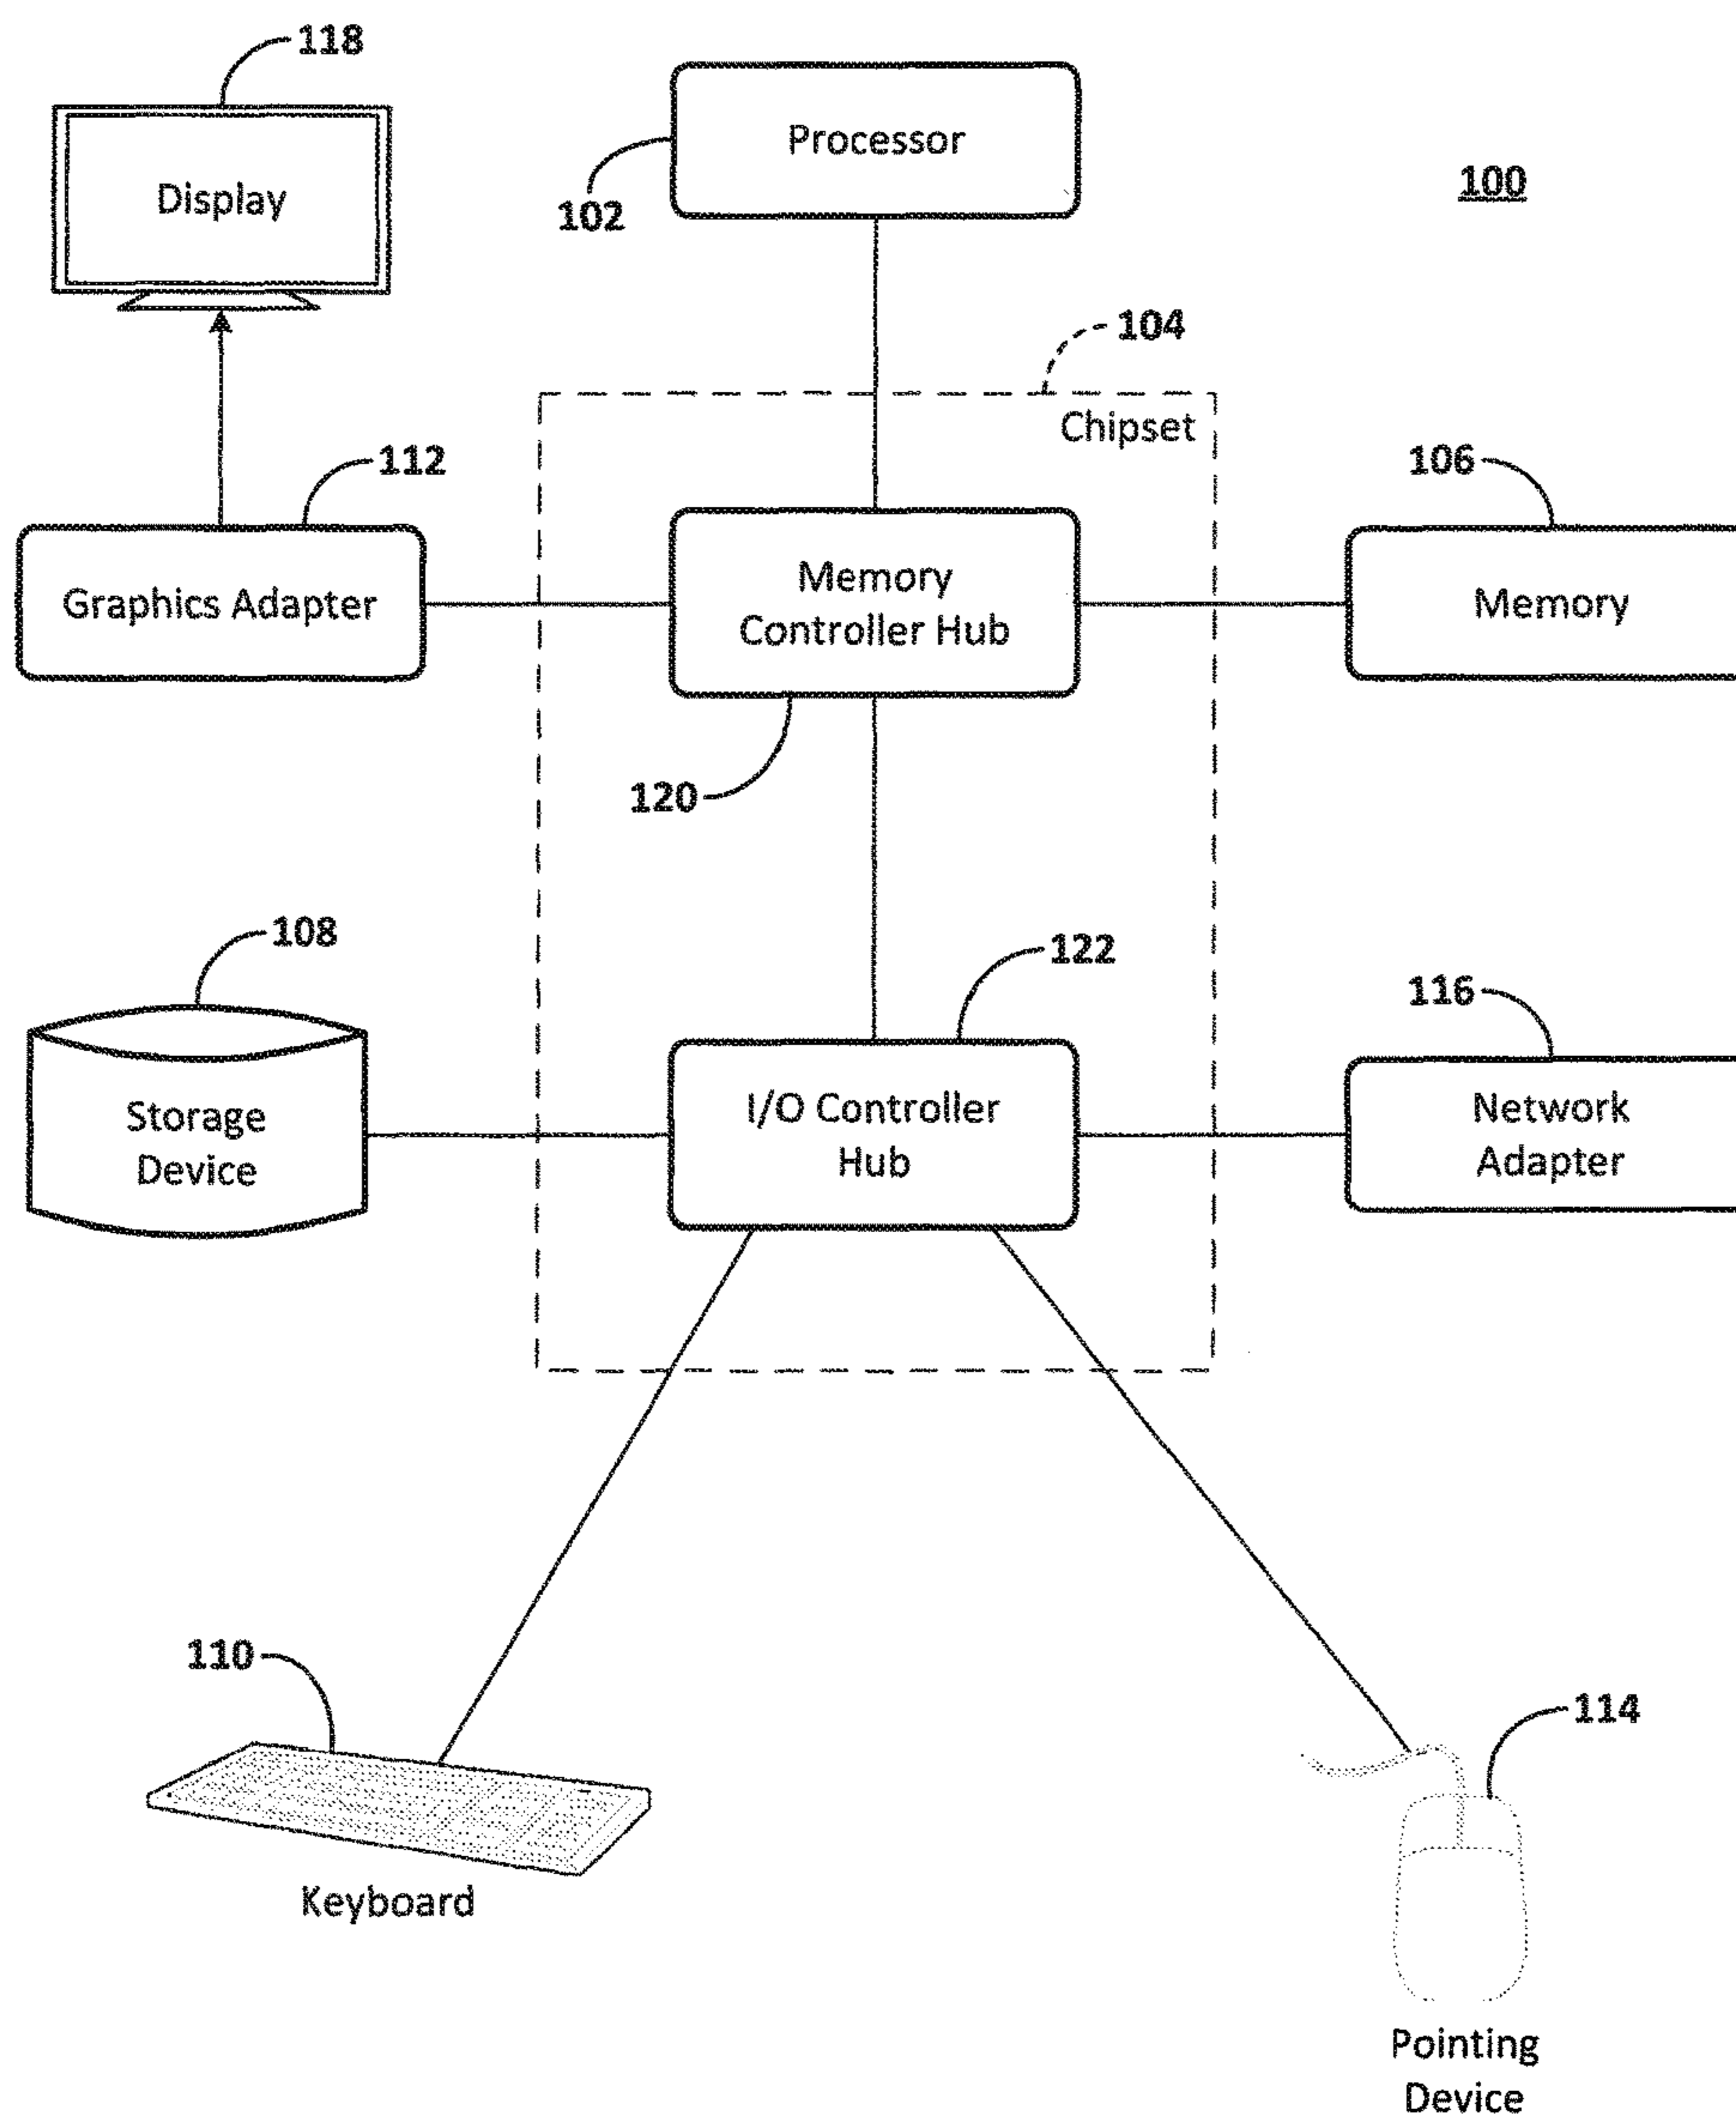 118
Display
Processor
102
100
104
Chipset
112
Graphics Adapter
Memory
Controller Hub
120
106
Memory
108
Storage
Device
122
I/O Controller
Hub
116
Network
Adapter
110
Keyboard
114
Pointing
Device